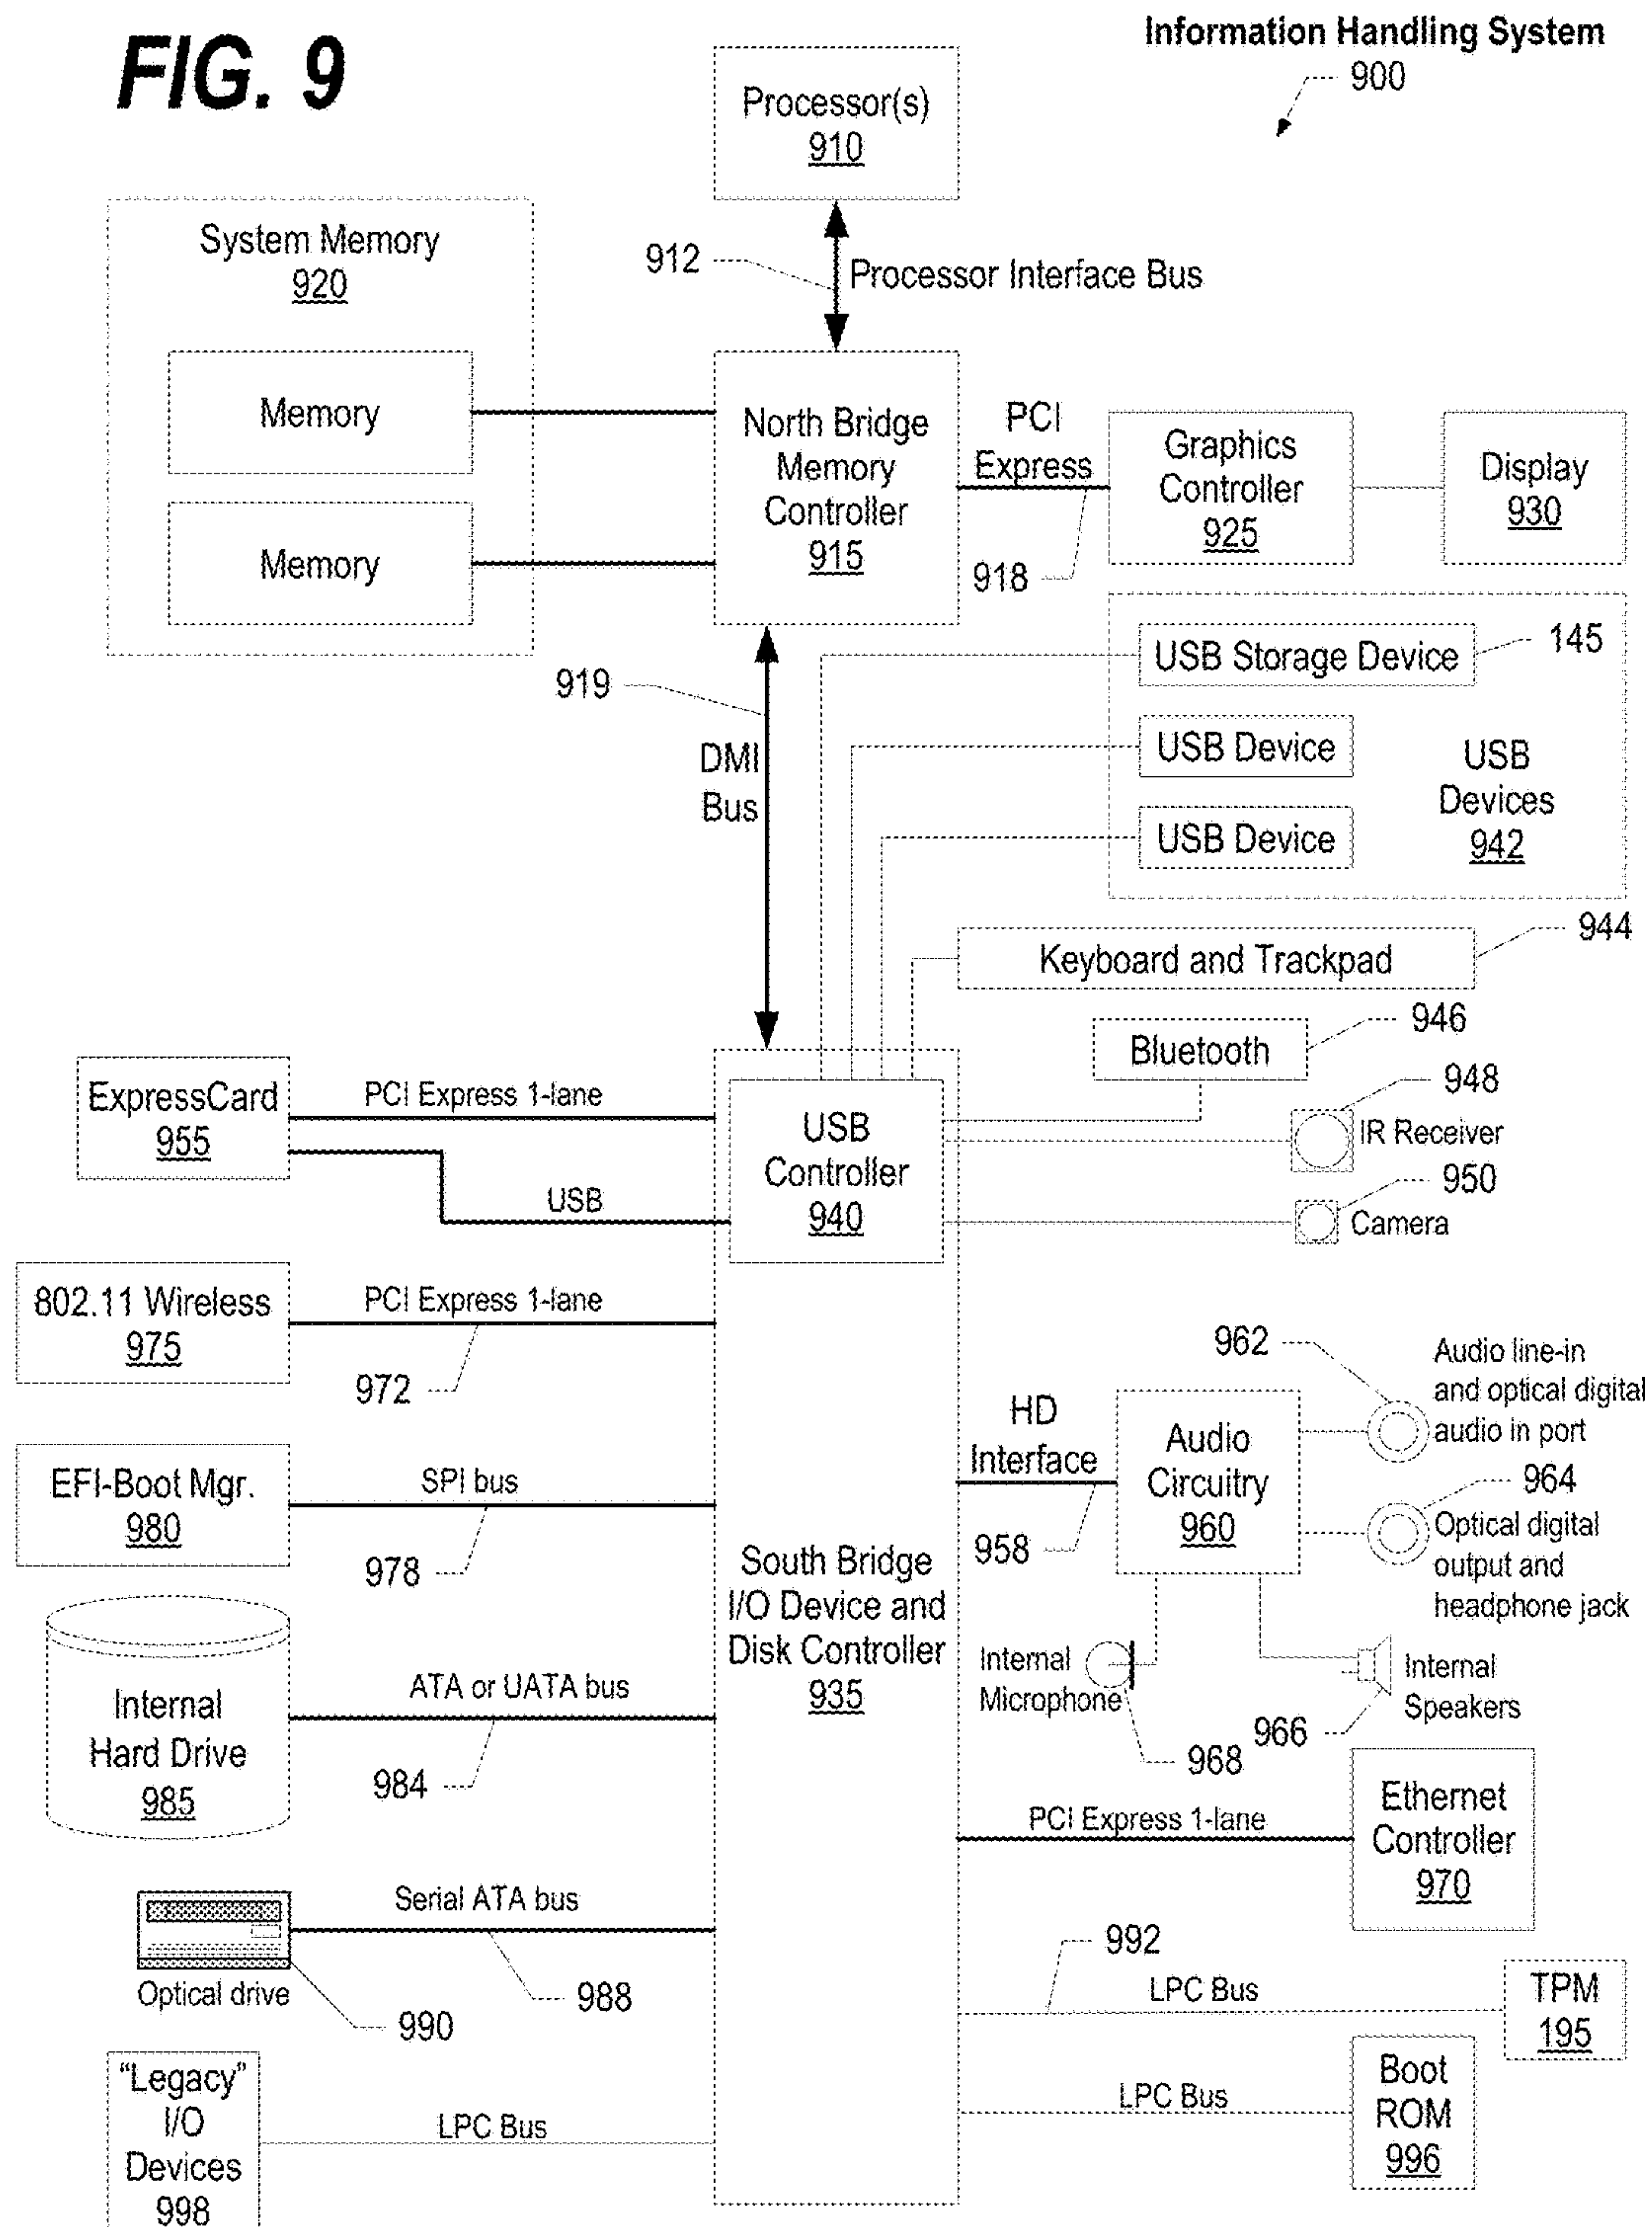 FIG. 9
Information Handling System
900
Processor(s)
910
System Memory
920
912
Processor Interface Bus
Memory
Memory
North Bridge
Memory
Controller
915
PCI
Express
918
Graphics
Controller
925
Display
930
919
DMI
Bus
USB Storage Device
145
USB Device
USB Device
USB
Devices
942
Keyboard and Trackpad
944
Bluetooth
946
948
IR Receiver
950
Camera
ExpressCard
955
PCI Express 1-lane
USB
USB
Controller
940
802.11 Wireless
975
PCI Express 1-lane
972
EFI-Boot Mgr.
980
SPI bus
978
South Bridge
I/O Device and
Disk Controller
935
HD
Interface
958
Audio
Circuitry
960
962
Audio line-in
and optical digital
audio in port
964
Optical digital
output and
headphone jack
Internal
Microphone
968
966
Internal
Speakers
Internal
Hard Drive
985
ATA or UATA bus
984
PCI Express 1-lane
Ethernet
Controller
970
Optical drive
990
Serial ATA bus
988
992
LPC Bus
TPM
195
"Legacy"
I/O
Devices
998
LPC Bus
LPC Bus
Boot
ROM
996